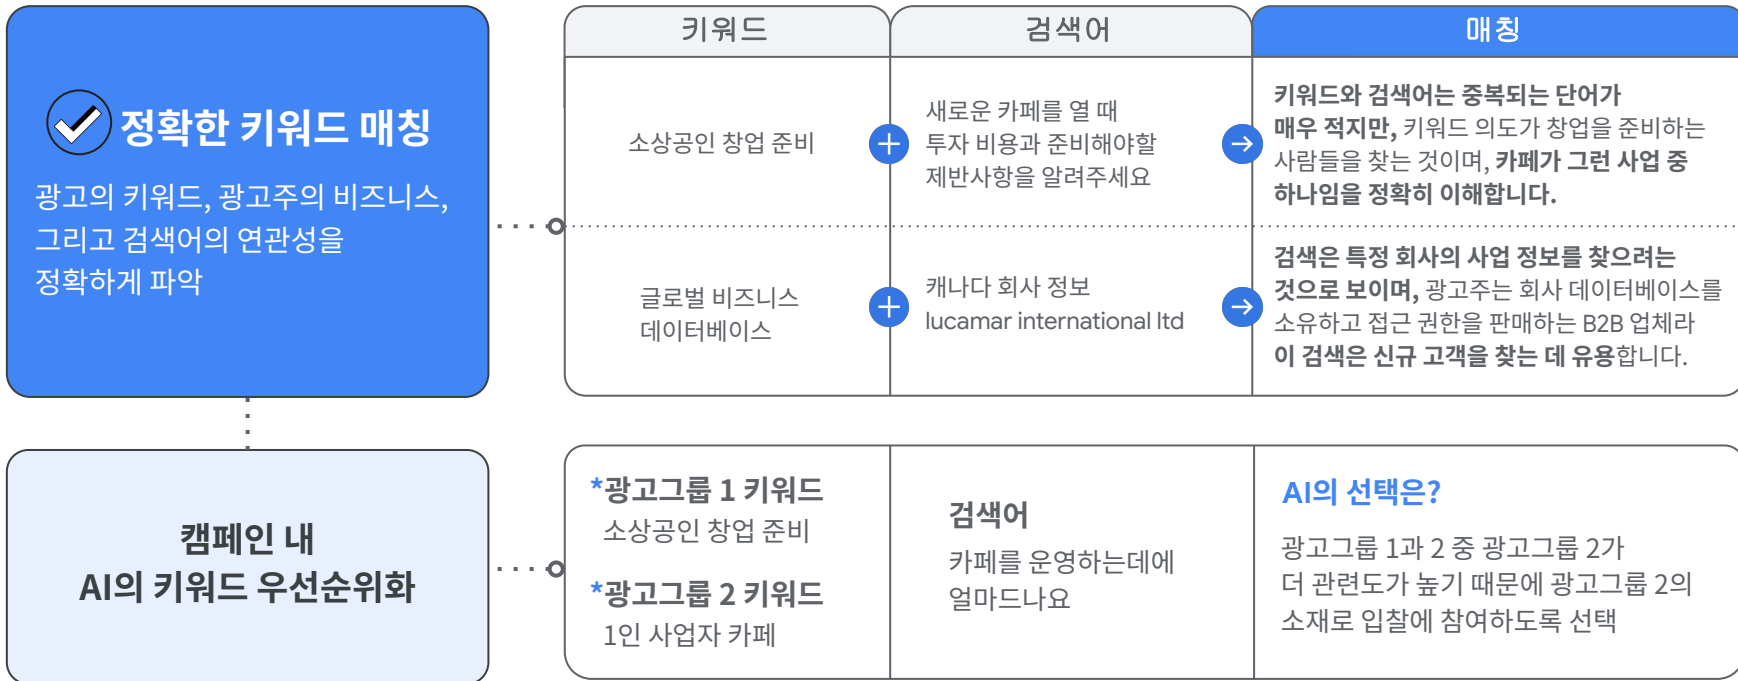 정확한 키워드 매칭
광고의 키워드, 광고주의 비즈니스,
그리고 검색어의 연관성을
정확하게 파악
키워드
검색어
매칭
소상공인 창업 준비
새로운 카페를 열 때
투자 비용과 준비해야할
제반사항을 알려주세요
키워드와 검색어는 중복되는 단어가
매우 적지만, 키워드 의도가 창업을 준비하는
사람들을 찾는 것이며, 카페가 그런 사업 중
하나임을 정확히 이해합니다.
글로벌 비즈니스
데이터베이스
캐나다 회사 정보
lucamar international ltd
검색은 특정 회사의 사업 정보를 찾으려는
것으로 보이며, 광고주는 회사 데이터베이스를
소유하고 접근 권한을 판매하는 B2B 업체라
이 검색은 신규 고객을 찾는 데 유용합니다.
캠페인 내
AI의 키워드 우선순위화
*광고그룹 1 키워드
소상공인 창업 준비
*광고그룹 2 키워드
1인 사업자 카페
검색어
카페를 운영하는데에
얼마드나요
AI의 선택은?
광고그룹 1과 2 중 광고그룹 2가
더 관련도가 높기 때문에 광고그룹 2의
소재로 입찰에 참여하도록 선택